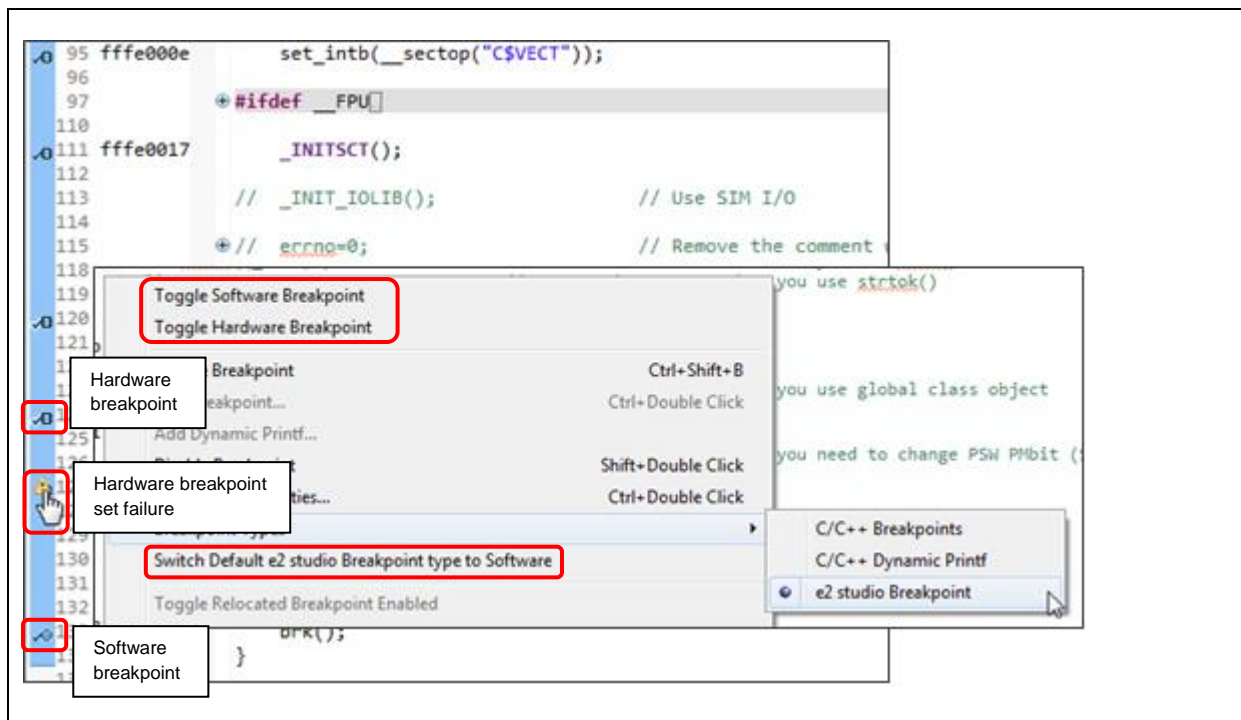 95 fffe000e set_intb(__sectop("C$VECT"));
96
97 #ifdef __FPU
110
111 fffe0017 _INITSCT();
112
113 // _INIT_IOLIB(); // Use SIM I/O
114
115 // errno=0; // Remove the comment
118
119 you use strtok()
120
121
Toggle Software Breakpoint
Toggle Hardware Breakpoint
Breakpoint Ctrl+Shift+B
Ctrl+Double Click
you use global class object
Add Dynamic Printf...
125
Shift+Double Click
you need to change PSW PMbit (
Ctrl+Double Click
Hardware
breakpoint
Hardware breakpoint
set failure
C/C++ Breakpoints
C/C++ Dynamic Printf
e2 studio Breakpoint
129
130 Switch Default e2 studio Breakpoint type to Software
131
132 Toggle Relocated Breakpoint Enabled
brk();
}
Software
breakpoint